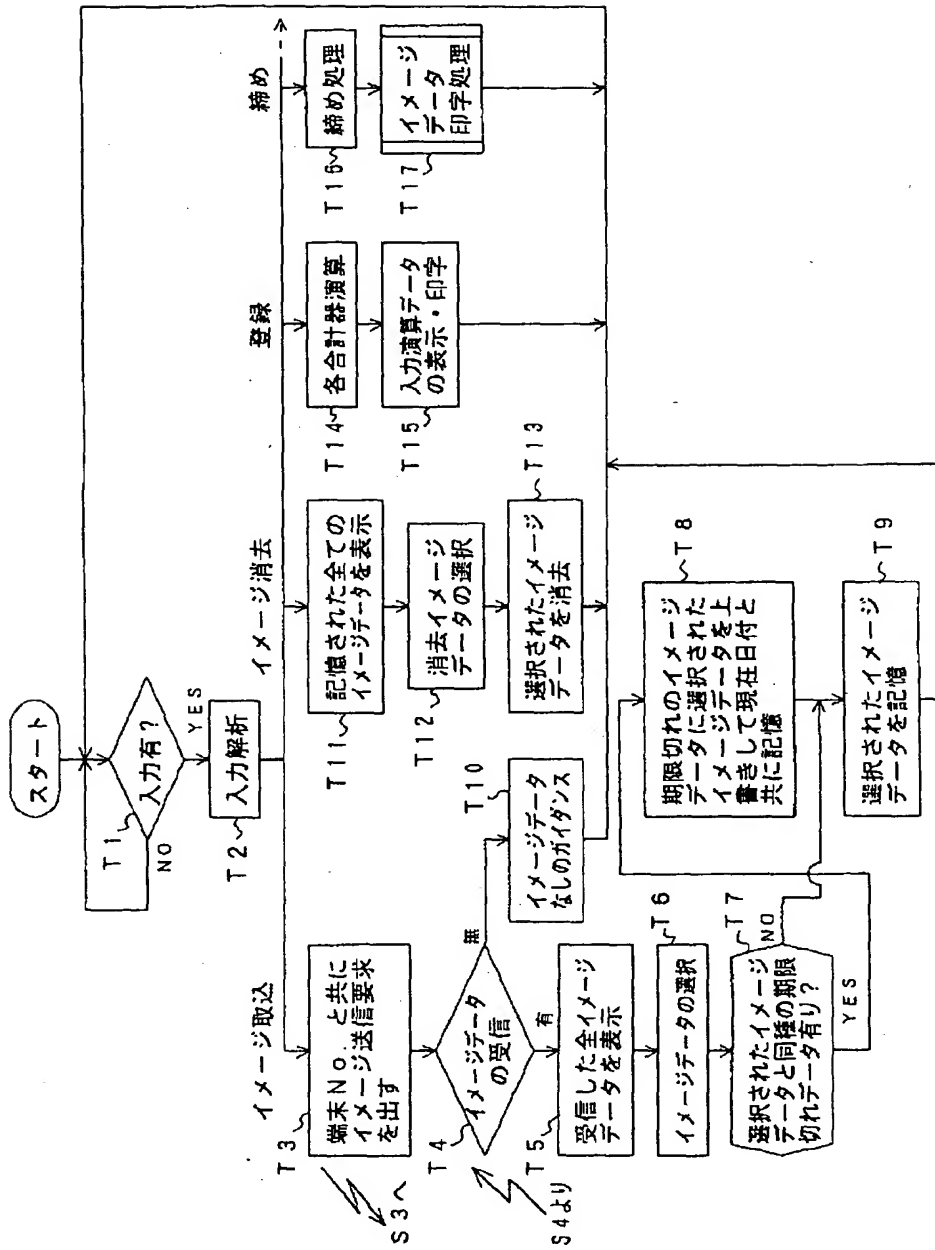 スタート
T1
入力有?
NO
YES
T2
入力解析
イメージ取込
イメージ消去
登録
締め
T3
端末No. と共に
イメージ送信要求
を出す
S3へ
T4
イメージデータ
の受信
無
有
S4より
T5
受信した全イメージ
データを表示
T6
イメージデータの選択
T7
選択されたイメージ
データと同種の期限
切れデータ有り?
NO
YES
T8
期限切れのイメージ
データに選択された
イメージデータを上
書きして現在日付と
共に記憶
T9
選択されたイメージ
データを記憶
T10
イメージデータ
なしのガイダンス
T11
記憶された全ての
イメージデータを表示
T12
消去イメージ
データの選択
T13
選択されたイメージ
データを消去
T14
各合計器演算
T15
入力演算データ
の表示・印字
T16
締め処理
T17
イメージ
データ
印字処理